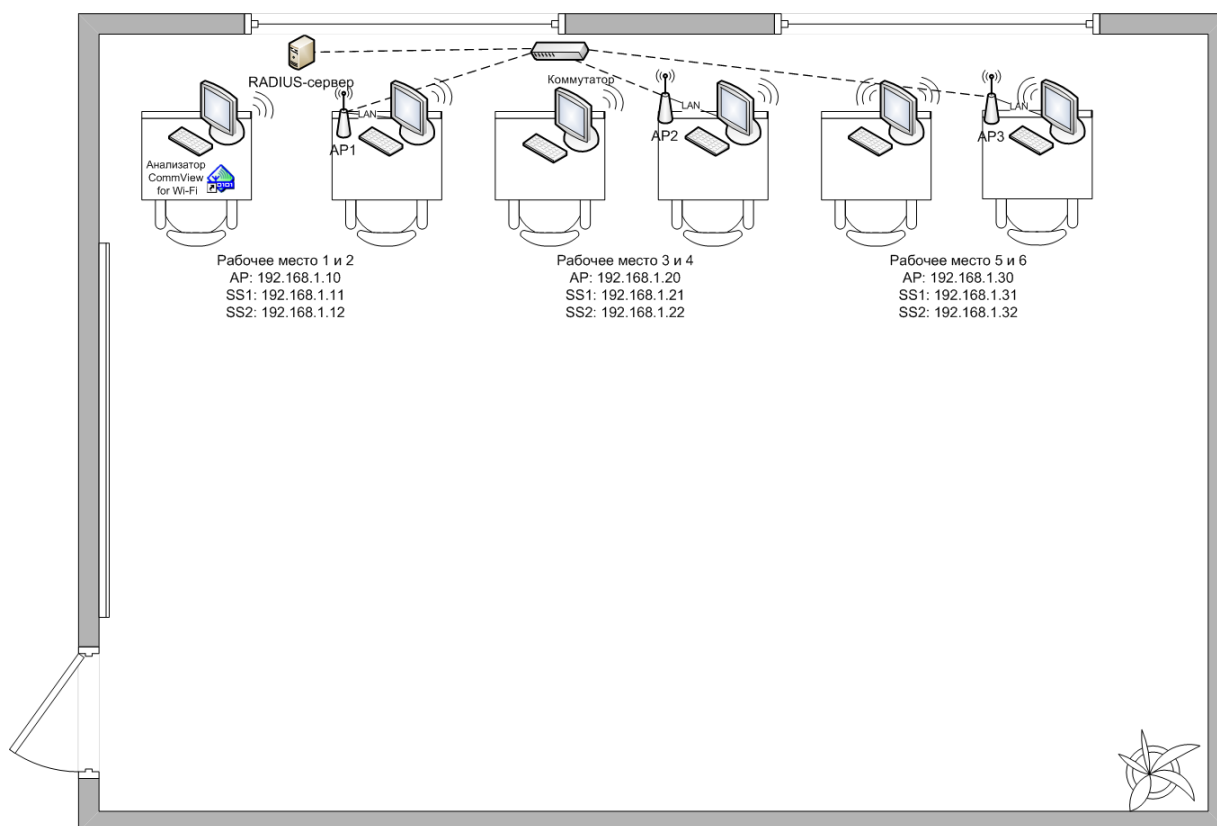 RADIUS-сервер
Коммутатор
LAN
AP1
LAN
AP2
LAN
AP3
Анализатор
CommView
for Wi-Fi
0101
Рабочее место 1 и 2
AP: 192.168.1.10
SS1: 192.168.1.11
SS2: 192.168.1.12
Рабочее место 3 и 4
AP: 192.168.1.20
SS1: 192.168.1.21
SS2: 192.168.1.22
Рабочее место 5 и 6
AP: 192.168.1.30
SS1: 192.168.1.31
SS2: 192.168.1.32